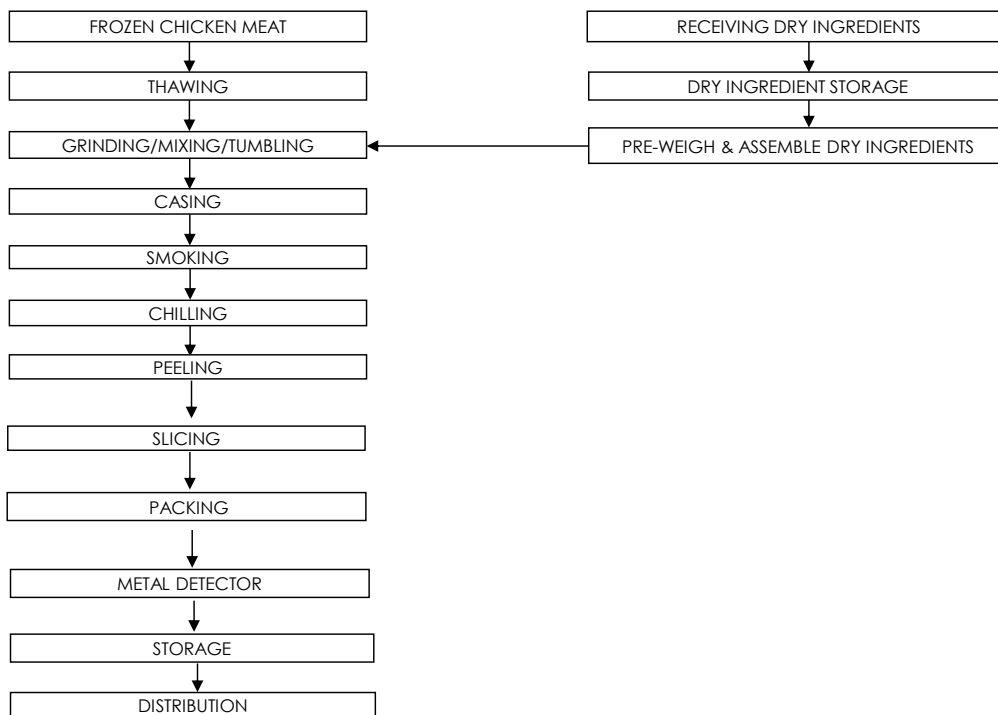 FROZEN CHICKEN MEAT
THAWING
GRINDING/MIXING/TUMBLING
CASING
SMOKING
CHILLING
PEELING
SLICING
PACKING
METAL DETECTOR
STORAGE
DISTRIBUTION
RECEIVING DRY INGREDIENTS
DRY INGREDIENT STORAGE
PRE-WEIGH & ASSEMBLE DRY INGREDIENTS